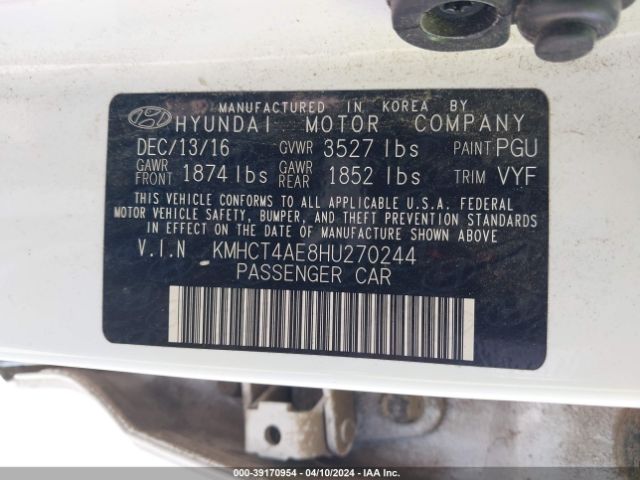 MANUFACTURED IN KOREA BY
HYUNDAI MOTOR COMPANY
DEC/13/16 GVWR 3527 lbs PAINT PGU
GAWR FRONT 1874 lbs GAWR REAR 1852 lbs TRIM VYF
THIS VEHICLE CONFORMS TO ALL APPLICABLE U.S.A. FEDERAL
MOTOR VEHICLE SAFETY, BUMPER, AND THEFT PREVENTION STANDARDS
IN EFFECT ON THE DATE OF MANUFACTURE SHOWN ABOVE
V.I.N KMHCT4AE8HU270244
PASSENGER CAR
000-39170954 - 04/10/2024 - IAA Inc.